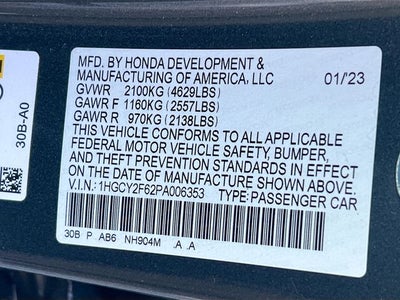 MFD. BY HONDA DEVELOPMENT &
MANUFACTURING OF AMERICA, LLC 01/23
GVWR 2100KG (4629LBS)
GAWR F 1160KG (2557LBS)
GAWR R 970KG (2138LBS)
THIS VEHICLE CONFORMS TO ALL APPLICABLE
FEDERAL MOTOR VEHICLE SAFETY, BUMPER,
AND THEFT PREVENTION STANDARDS IN EFFECT
ON THE DATE OF MANUFACTURE SHOWN ABOVE.
V.I.N.: 1HGCY2F62PA006353 TYPE: PASSENGER CAR
30B P AB6 NH904M .A .A
30B-A0